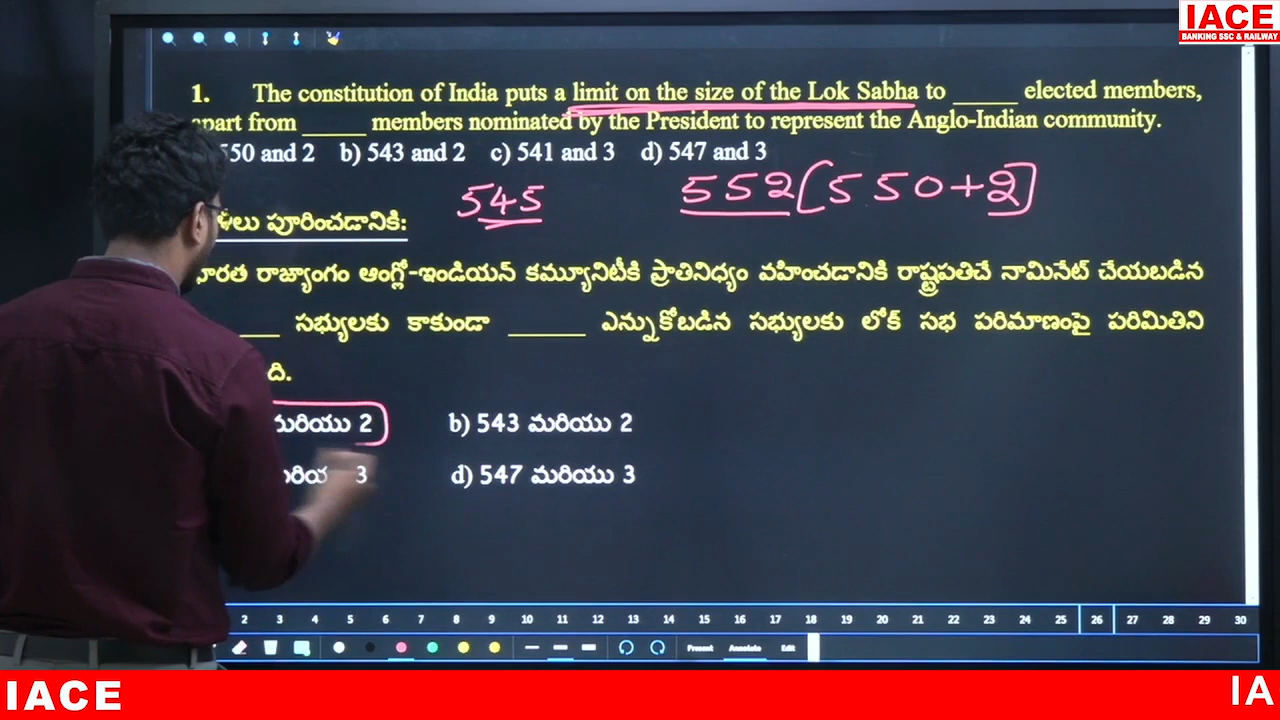 IACE
BANKING SSC & RAILWAY
1. The constitution of India puts a limit on the size of the Lok Sabha to _____ elected members,
apart from _____ members nominated by the President to represent the Anglo-Indian community.
550 and 2 b) 543 and 2 c) 541 and 3 d) 547 and 3
545 552 [550+2]
పూరించడానికి:
భారత రాజ్యాంగం ఆంగ్లో-ఇండియన్ కమ్యూనిటీకి ప్రాతినిధ్యం వహించడానికి రాష్ట్రపతిచే నామినేట్ చేయబడిన
____ సభ్యులకు కాకుండా ______ ఎన్నుకోబడిన సభ్యులకు లోక్ సభ పరిమాణంపై పరిమితిని
ది.
మరియు 2 b) 543 మరియు 2
3 d) 547 మరియు 3
2 3 4 5 6 7 8 9 10 11 12 13 14 15 16 17 18 19 20 21 22 23 24 25 26 27 28 29 30
Present Annotate Edit
IACE IA